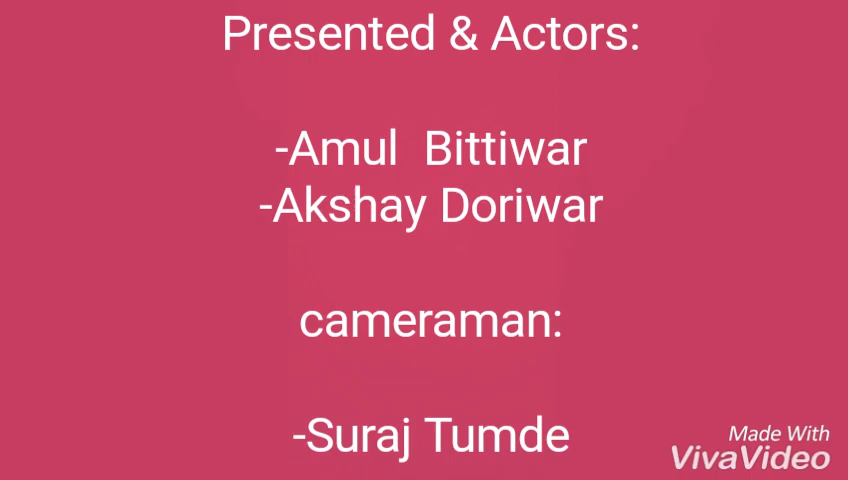 Presented & Actors:
-Amul  Bittiwar
-Akshay Doriwar
cameraman:
-Suraj Tumde
Made With
VivaVideo